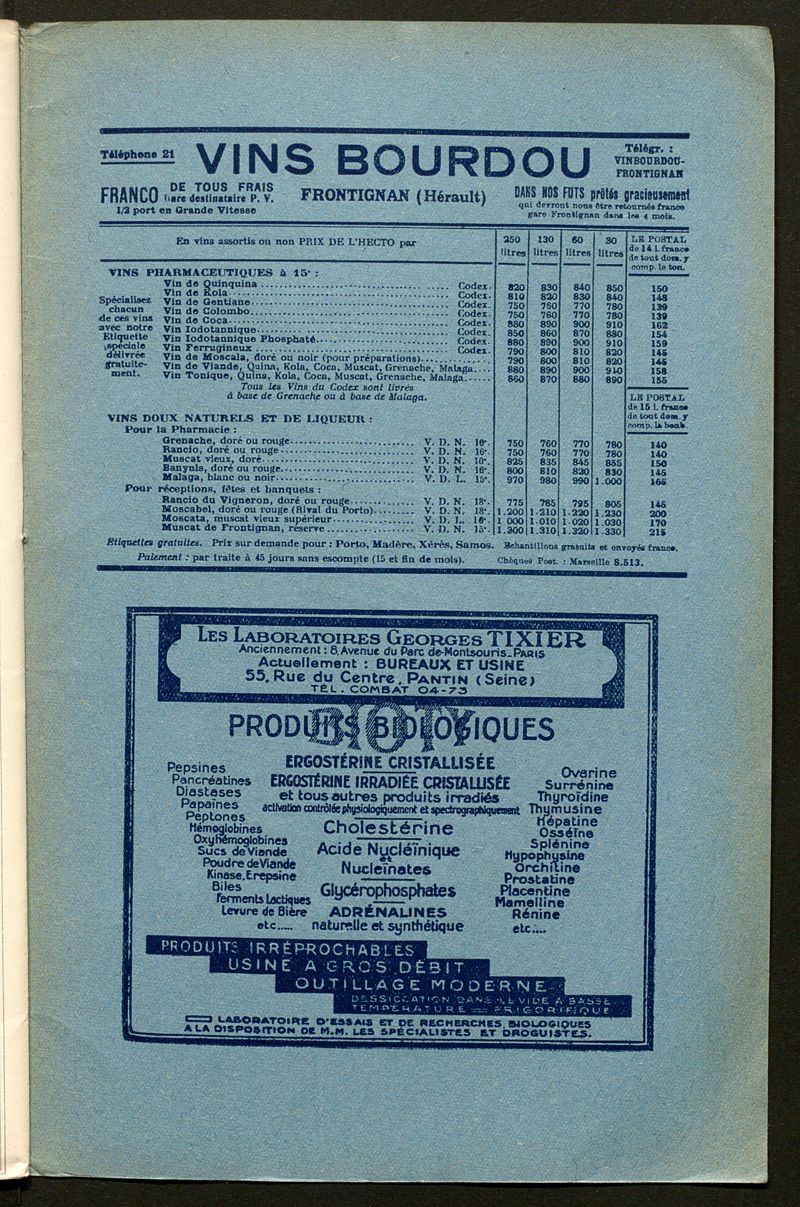 Téléphone 21
VINS BOURDOU
Télégr. :
VINBOURDOU-
FRONTIGNAN
FRANCO DE TOUS FRAIS
Gare destinataire P. V.
1/2 port en Grande Vitesse
FRONTIGNAN (Hérault)
DANS NOS FUTS prêtés gracieusement
qui devront nous être retournés franco
gare Frontignan dans les 4 mois.
En vins assortis ou non PRIX DE L'HECTO par
250 litres 130 litres 60 litres 30 litres
LE POSTAL
de 14 l. franco
de tout dom. y
comp. le ton.
VINS PHARMACEUTIQUES à 15° :
Spécialisez
chacun
de ces vins
avec notre
Etiquette
spéciale
délivrée
gratuite-
ment.
Vin de Quinquina Codex. 820 830 840 850 150
Vin de Kola Codex. 810 820 830 840 148
Vin de Gentiane Codex. 750 760 770 780 139
Vin de Colombo Codex. 750 760 770 780 139
Vin de Coca Codex. 880 890 900 910 162
Vin Iodotannique Codex. 850 860 870 880 154
Vin Iodotannique Phosphaté Codex. 880 890 900 910 159
Vin Ferrugineux Codex. 790 800 810 820 145
Vin de Moscala, doré ou noir (pour préparations) 790 800 810 820 145
Vin de Viande, Quina, Kola, Coca, Muscat, Grenache, Malaga 880 890 900 910 158
Vin Tonique, Quina, Kola, Coca, Muscat, Grenache, Malaga 860 870 880 890 155
Tous les Vins du Codex sont livrés
à base de Grenache ou à base de Malaga.
LE POSTAL
de 15 l. franco
de tout dom. y
comp. la bonb.
VINS DOUX NATURELS ET DE LIQUEUR :
Pour la Pharmacie :
Grenache, doré ou rouge V. D. N. 16° 750 760 770 780 140
Rancio, doré ou rouge V. D. N. 16° 750 760 770 780 140
Muscat vieux, doré V. D. N. 825 835 845 855 150
Banyuls, doré ou rouge V. D. N. 16° 800 810 820 830 145
Malaga, blanc ou noir V. D. L. 15° 970 980 990 1.000 165
Pour réceptions, fêtes et banquets :
Rancio du Vigneron, doré ou rouge V. D. N. 18° 775 785 795 805 145
Moscabel, doré ou rouge (Rival du Porto) V. D. N. 18° 1.200 1.210 1.220 1.230 200
Moscata, muscat vieux supérieur V. D. L. 16° 1 000 1.010 1.020 1.030 170
Muscat de Frontignan, réserve V. D. N. 15° 1.300 1.310 1.320 1.330 215
Etiquettes gratuites. Prix sur demande pour : Porto, Madère, Xérès, Samos. Echantillons gratuits et envoyés franco.
Paiement : par traite à 45 jours sans escompte (15 et fin de mois). Chèques Post. : Marseille 8.513.
LES LABORATOIRES GEORGES TIXIER
Anciennement : 8, Avenue du Parc de Montsouris_PARIS
Actuellement : BUREAUX ET USINE
55, Rue du Centre, PANTIN (Seine)
TÉL. COMBAT 04-73
BIOTY
PRODUITS BIOLOGIQUES
Pepsines
Pancréatines
Diastases
Papaïnes
Peptones
Hémoglobines
Oxyhémoglobines
Sucs de Viande
Poudre de Viande
Kinase, Erepsine
Biles
Ferments Lactiques
Levure de Bière
etc.....
ERGOSTÉRINE CRISTALLISÉE
ERGOSTÉRINE IRRADIÉE CRISTALLISÉE
et tous autres produits irradiés
activation contrôlée physiologiquement et spectrographiquement
Cholestérine
Acide Nucléïnique
et
Nucleïnates
Glycérophosphates
ADRÉNALINES
naturelle et synthétique
Ovarine
Surrénine
Thyroïdine
Thymusine
Hépatine
Osséïne
Splénine
Hypophysine
Orchitine
Prostatine
Placentine
Mamelline
Rénine
etc....
PRODUITS IRRÉPROCHABLES
USINE A GROS DÉBIT
OUTILLAGE MODERNE
DESSICCATION DANS LE VIDE A BASSE
TEMPÉRATURE = FRIGORIFIQUE
LABORATOIRE D'ESSAIS ET DE RECHERCHES BIOLOGIQUES
A LA DISPOSITION DE M.M. LES SPÉCIALISTES ET DROGUISTES.